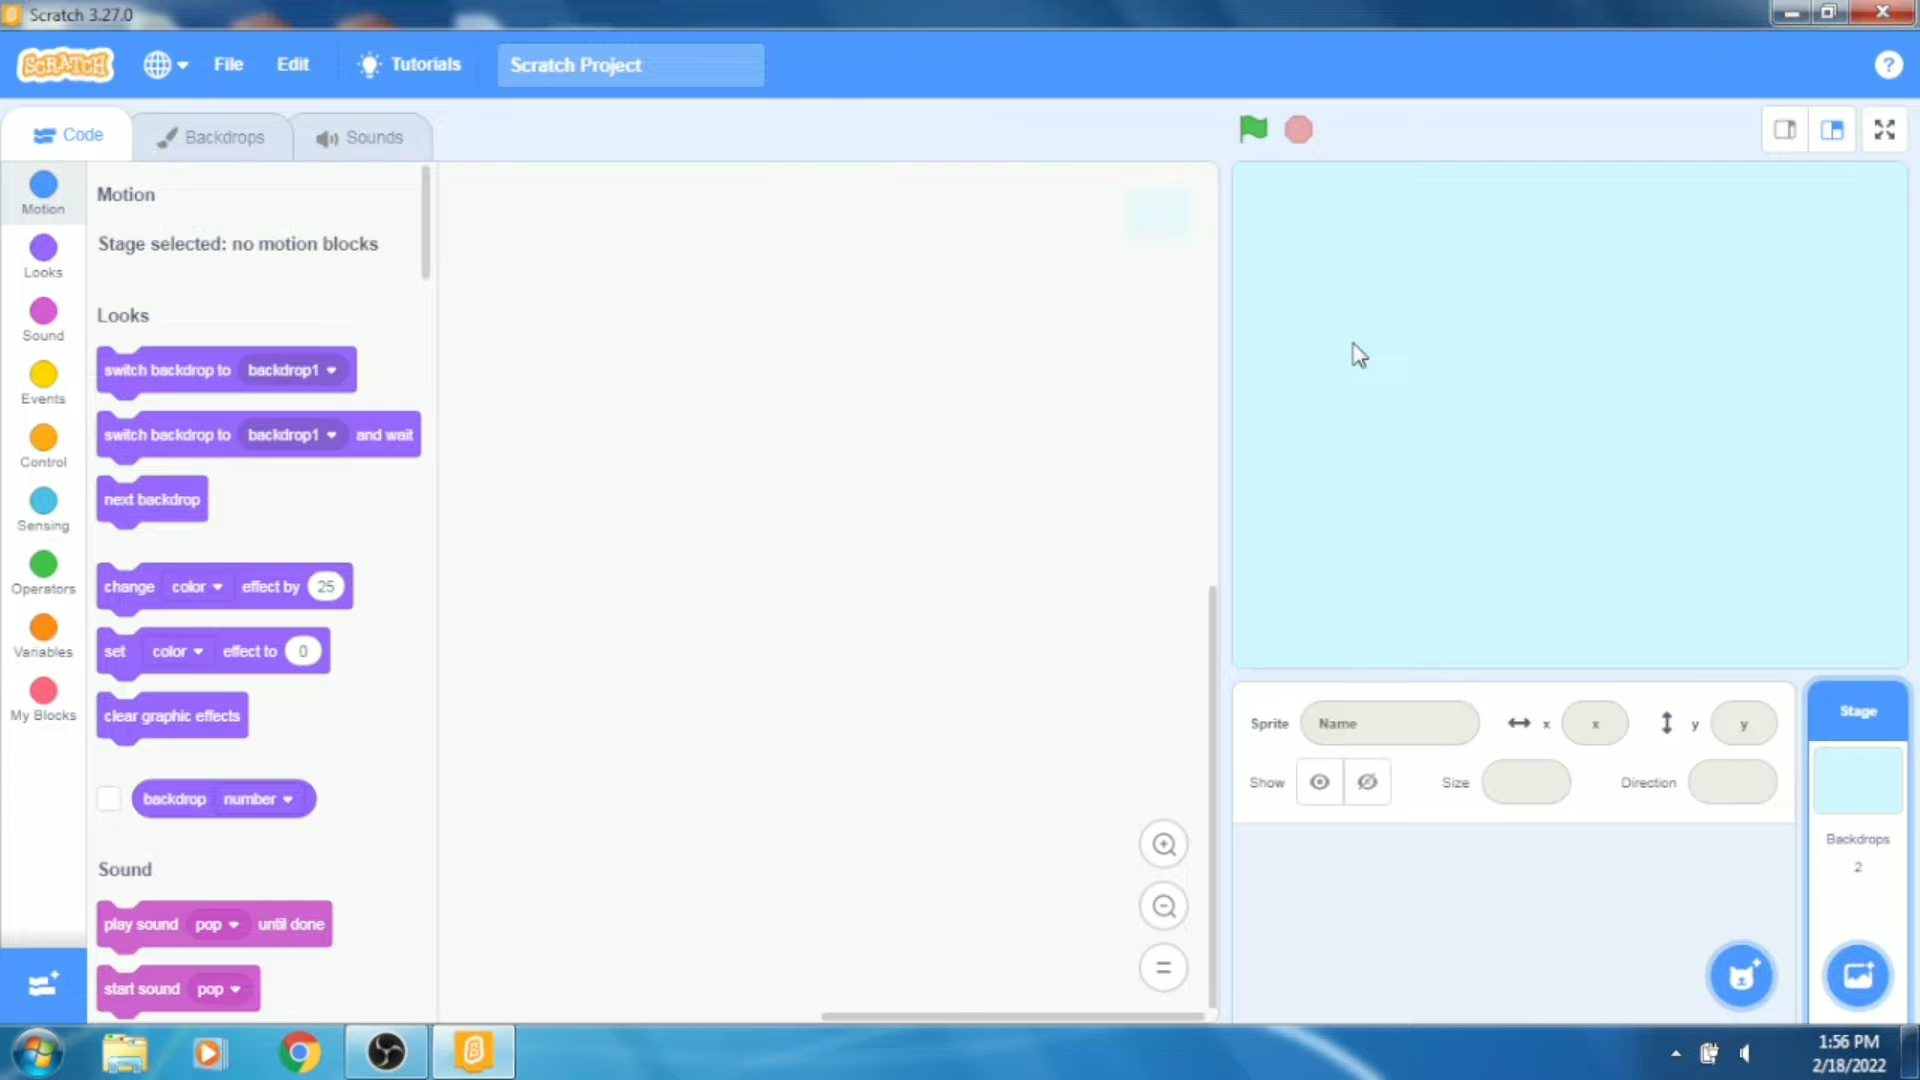 Scratch 3.27.0
SCRATCH
File
Edit
Tutorials
Scratch Project
?
Code
Backdrops
Sounds
Motion
Looks
Sound
Events
Control
Sensing
Operators
Variables
My Blocks
Motion
Stage selected: no motion blocks
Looks
switch backdrop to backdrop1
switch backdrop to backdrop1 and wait
next backdrop
change color effect by 25
set color effect to 0
clear graphic effects
backdrop number
Sound
play sound pop until done
start sound pop
Sprite Name x x y y
Show Size Direction
Stage
Backdrops
2
1:56 PM
2/18/2022